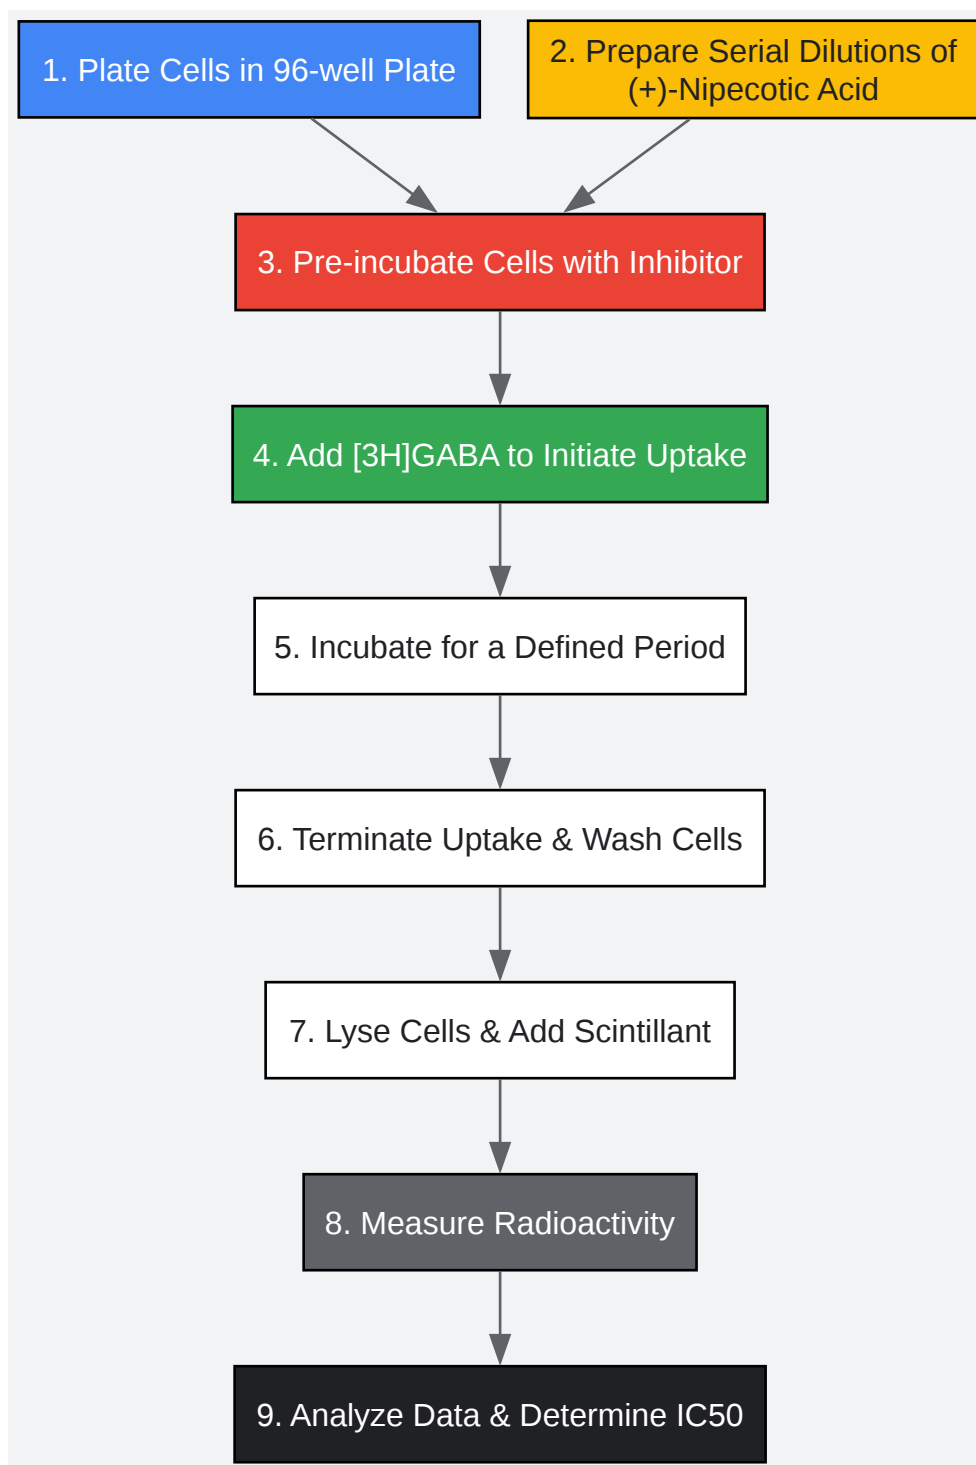 1. Plate Cells in 96-well Plate
2. Prepare Serial Dilutions of
(+)-Nipecotic Acid
3. Pre-incubate Cells with Inhibitor
4. Add [3H]GABA to Initiate Uptake
5. Incubate for a Defined Period
6. Terminate Uptake & Wash Cells
7. Lyse Cells & Add Scintillant
8. Measure Radioactivity
9. Analyze Data & Determine IC50